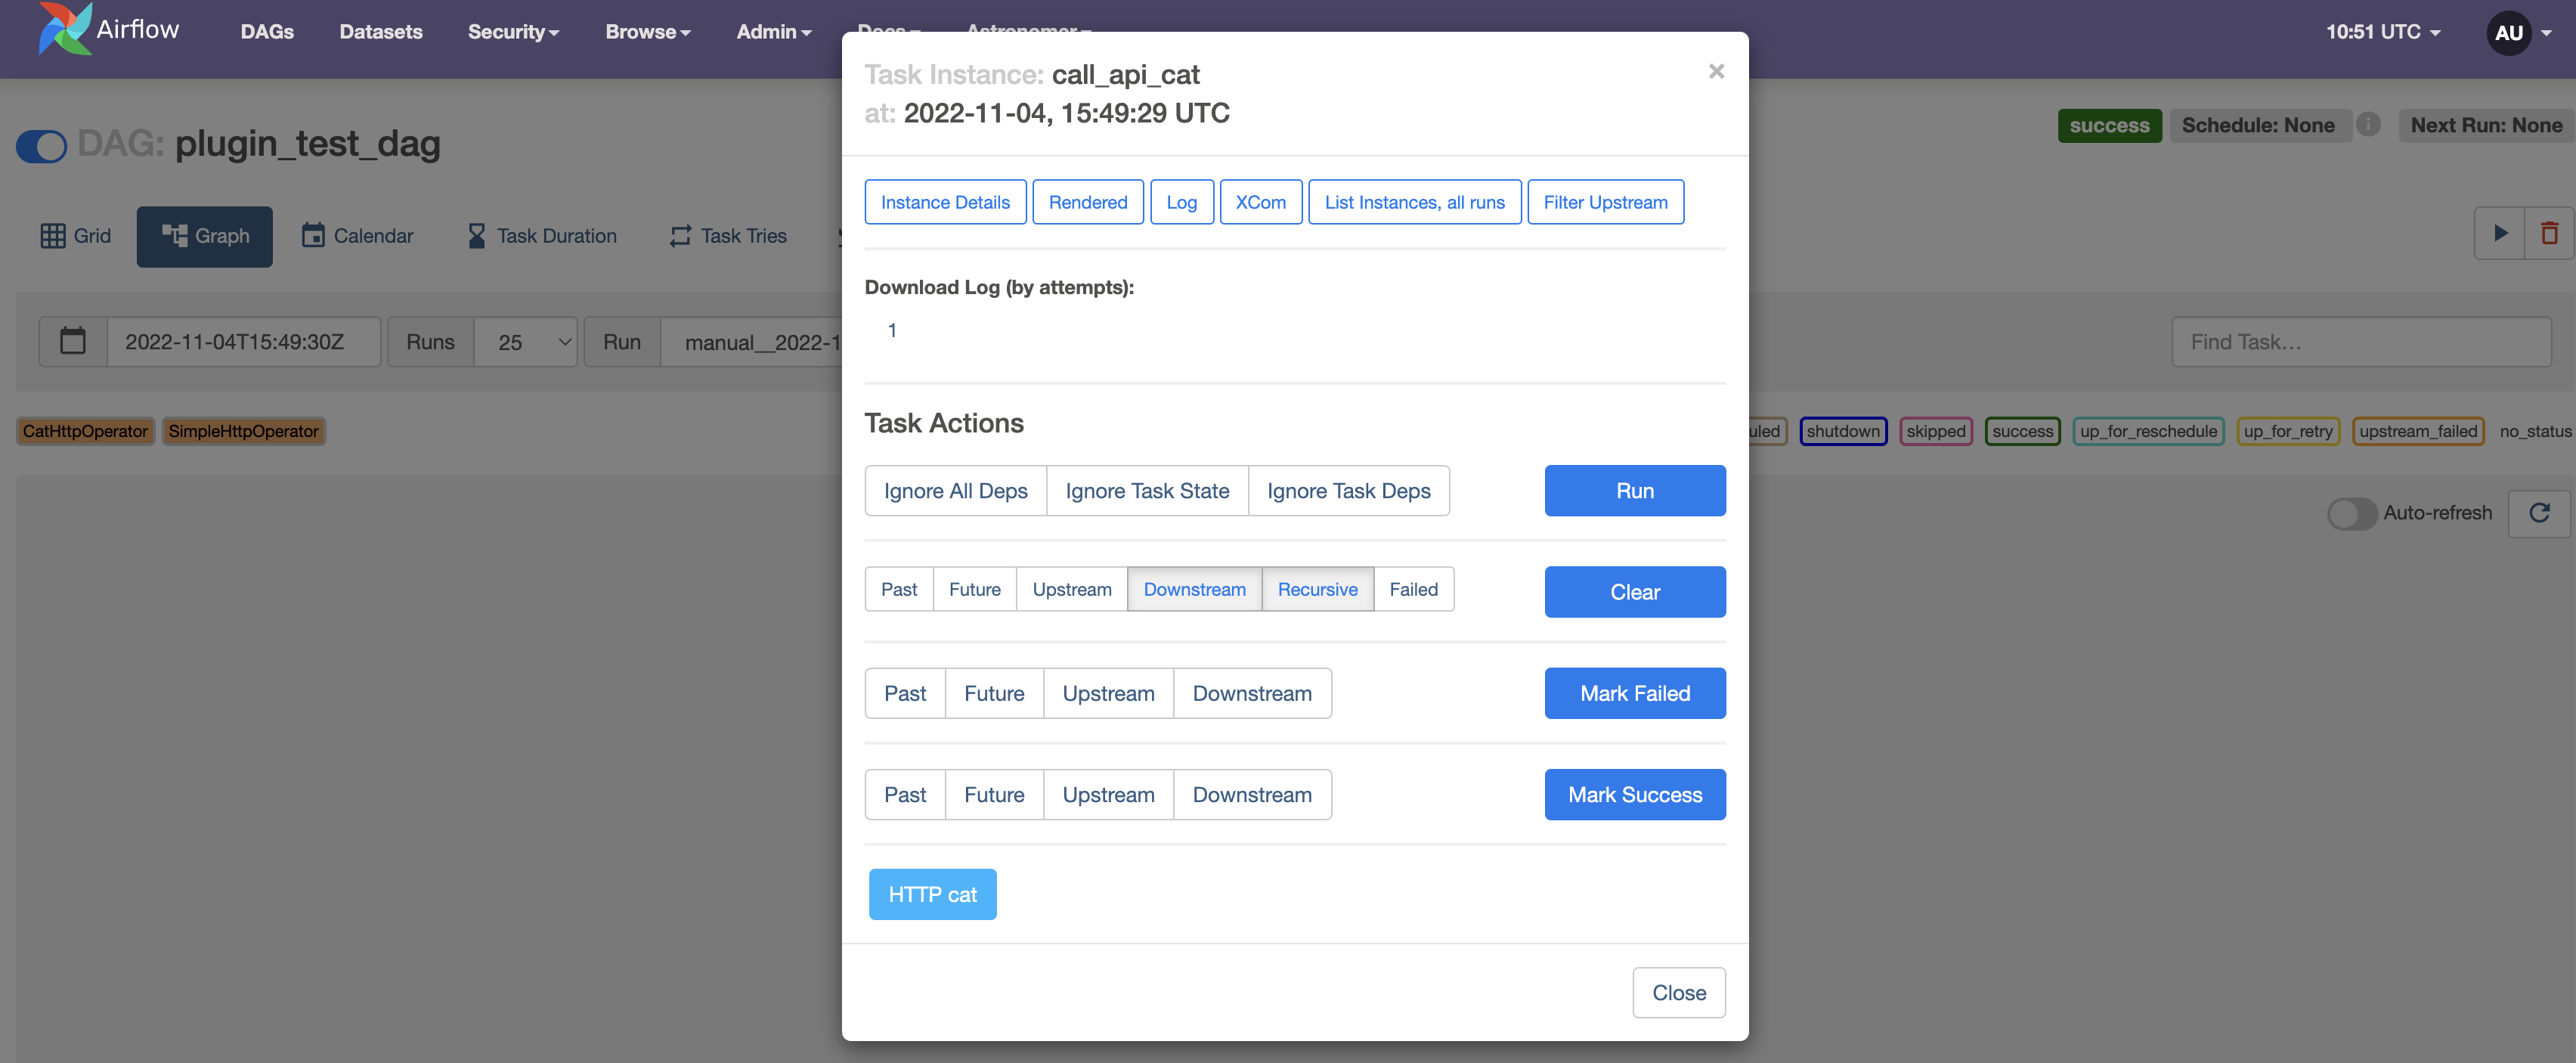 Airflow DAGs Datasets Security Browse Admin Docs Astronomer 10:51 UTC AU
Task Instance: call_api_cat ×
at: 2022-11-04, 15:49:29 UTC
DAG: plugin_test_dag
success Schedule: None i Next Run: None
Instance Details Rendered Log XCom List Instances, all runs Filter Upstream
Grid Graph Calendar Task Duration Task Tries
Download Log (by attempts):
1
2022-11-04T15:49:30Z Runs 25 Run manual__2022-1 Find Task...
Task Actions
CatHttpOperator SimpleHttpOperator uled shutdown skipped success up_for_reschedule up_for_retry upstream_failed no_status
Ignore All Deps Ignore Task State Ignore Task Deps Run
Auto-refresh
Past Future Upstream Downstream Recursive Failed Clear
Past Future Upstream Downstream Mark Failed
Past Future Upstream Downstream Mark Success
HTTP cat
Close